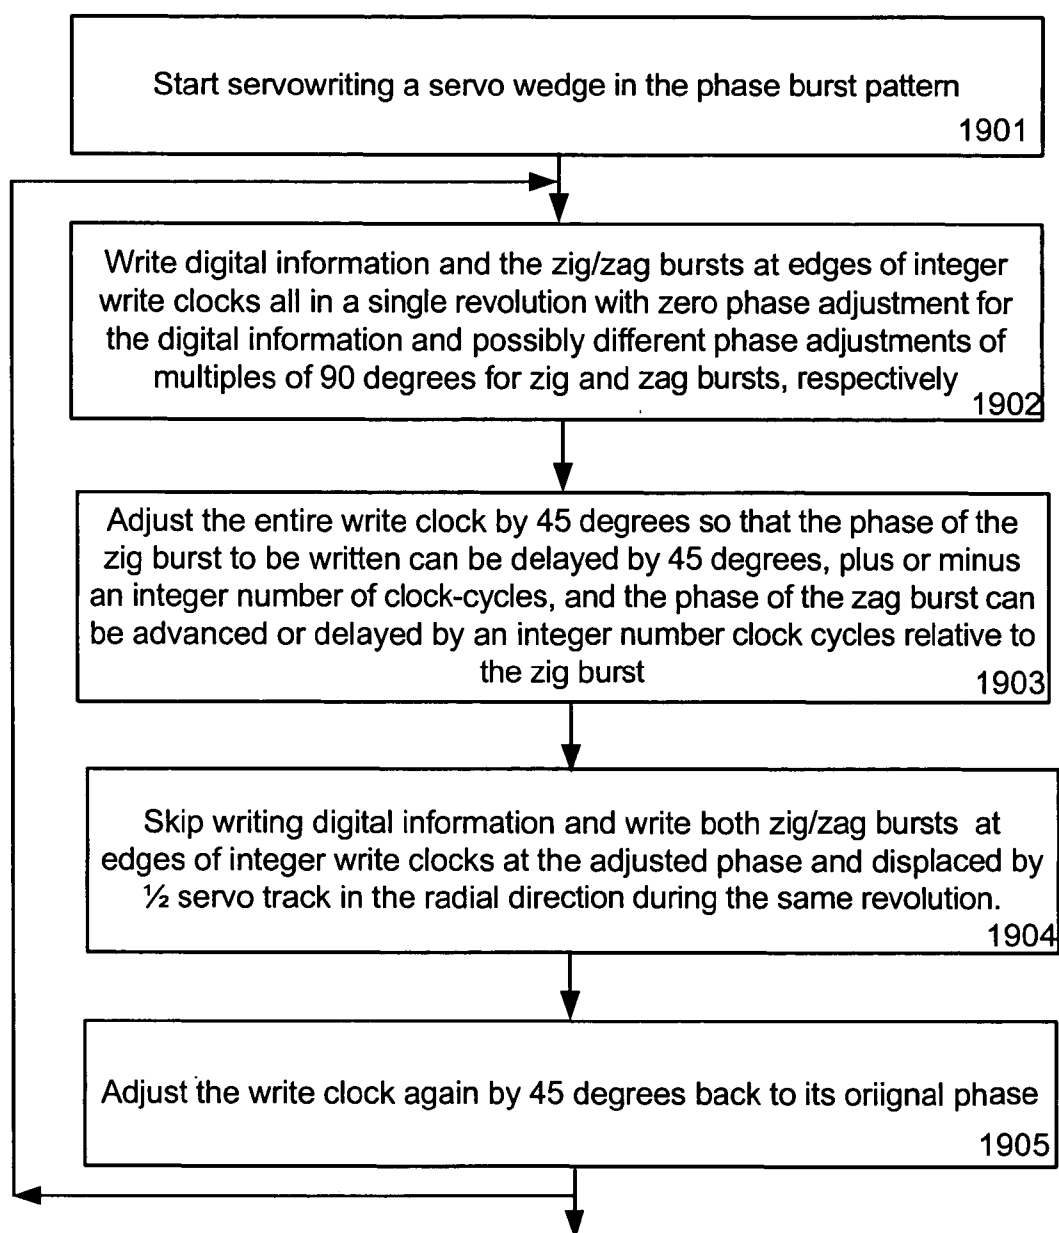 Start servowriting a servo wedge in the phase burst pattern
1901
Write digital information and the zig/zag bursts at edges of integer
write clocks all in a single revolution with zero phase adjustment for
the digital information and possibly different phase adjustments of
multiples of 90 degrees for zig and zag bursts, respectively
1902
Adjust the entire write clock by 45 degrees so that the phase of the
zig burst to be written can be delayed by 45 degrees, plus or minus
an integer number of clock-cycles, and the phase of the zag burst can
be advanced or delayed by an integer number clock cycles relative to
the zig burst
1903
Skip writing digital information and write both zig/zag bursts at
edges of integer write clocks at the adjusted phase and displaced by
½ servo track in the radial direction during the same revolution.
1904
Adjust the write clock again by 45 degrees back to its oriignal phase
1905